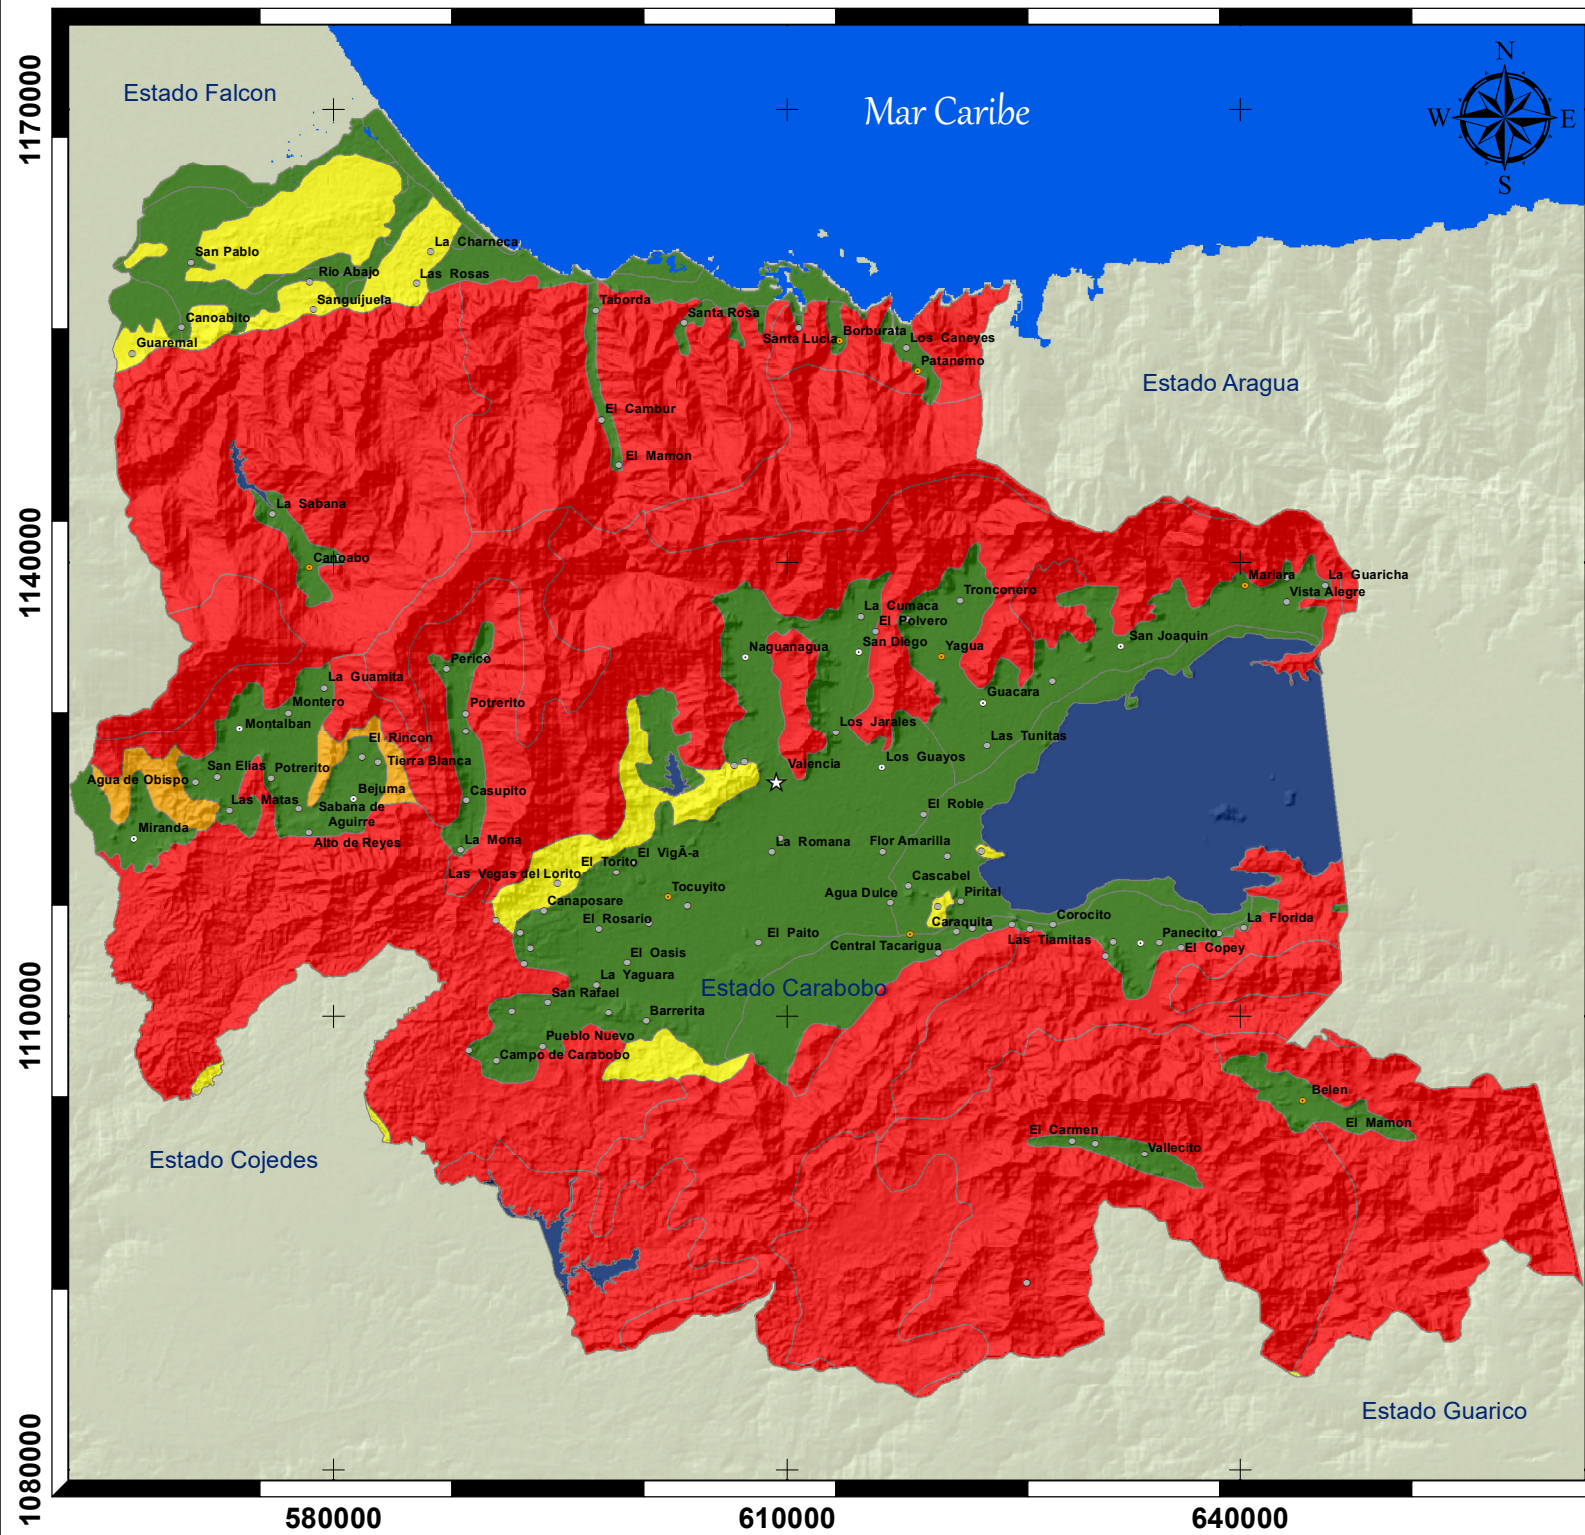 1170000
1140000
1110000
1080000
580000
610000
640000
N
W
E
S
Estado Falcon
Mar Caribe
Estado Aragua
San Pablo
La Charneca
Rio Abajo
Las Rosas
Sanguijuela
Canoabito
Guaremal
Taborda
Santa Rosa
Santa Lucia
Borburata
Los Caneyes
Patanemo
El Cambur
El Mamon
La Sabana
Canoabo
Mariara
La Guaricha
Vista Alegre
Tronconero
La Cumaca
El Polvero
San Diego
Yagua
San Joaquin
Naguanagua
Perico
La Guamita
Montero
Potrerito
Guacara
Montalban
El Rincon
Los Jarales
Las Tunitas
Los Guayos
Tierra Blanca
Valencia
San Elias
Potrerito
Agua de Obispo
Bejuma
Casupito
Las Matas
Sabana de
Aguirre
El Roble
Miranda
Alto de Reyes
La Mona
La Romana
Flor Amarilla
El VigÃ-a
El Torito
Las Vegas del Lorito
Cascabel
Tocuyito
Agua Dulce
Pirital
Canaposare
El Rosario
Caraquita
Corocito
La Florida
El Paito
Central Tacarigua
Las Tiamitas
Panecito
El Copey
El Oasis
La Yaguara
Estado Carabobo
San Rafael
Barrerita
Pueblo Nuevo
Campo de Carabobo
Belen
El Mamon
El Carmen
Vallecito
Estado Cojedes
Estado Guarico